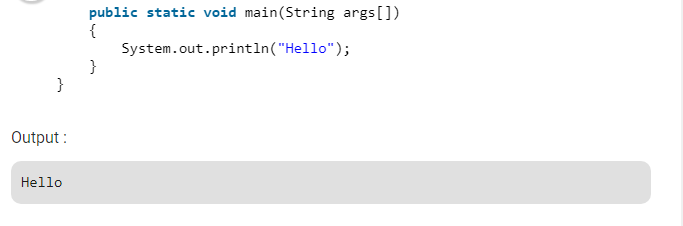 public static void main(String args[])
{
System.out.println("Hello");
}
}
Output :
Hello